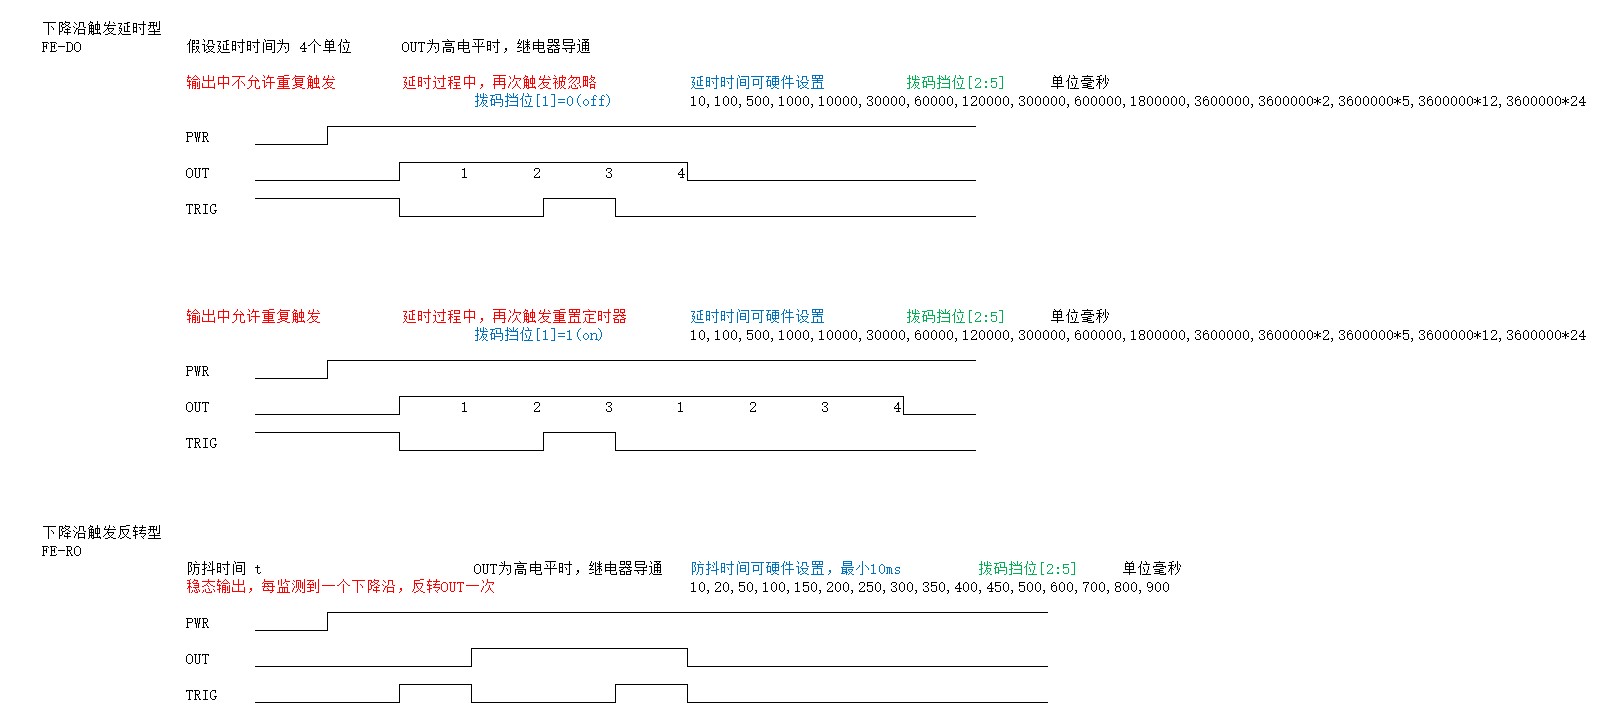 下降沿触发延时型
FE-DO 假设延时时间为 4个单位 OUT为高电平时，继电器导通
输出中不允许重复触发 延时过程中，再次触发被忽略 延时时间可硬件设置 拨码挡位[2:5] 单位毫秒
拨码挡位[1]=0(off) 10,100,500,1000,10000,30000,60000,120000,300000,600000,1800000,3600000,3600000*2,3600000*5,3600000*12,3600000*24
PWR
OUT 1 2 3 4
TRIG
输出中允许重复触发 延时过程中，再次触发重置定时器 延时时间可硬件设置 拨码挡位[2:5] 单位毫秒
拨码挡位[1]=1(on) 10,100,500,1000,10000,30000,60000,120000,300000,600000,1800000,3600000,3600000*2,3600000*5,3600000*12,3600000*24
PWR
OUT 1 2 3 1 2 3 4
TRIG
下降沿触发反转型
FE-RO
防抖时间 t OUT为高电平时，继电器导通 防抖时间可硬件设置，最小10ms 拨码挡位[2:5] 单位毫秒
稳态输出，每监测到一个下降沿，反转OUT一次 10,20,50,100,150,200,250,300,350,400,450,500,600,700,800,900
PWR
OUT
TRIG